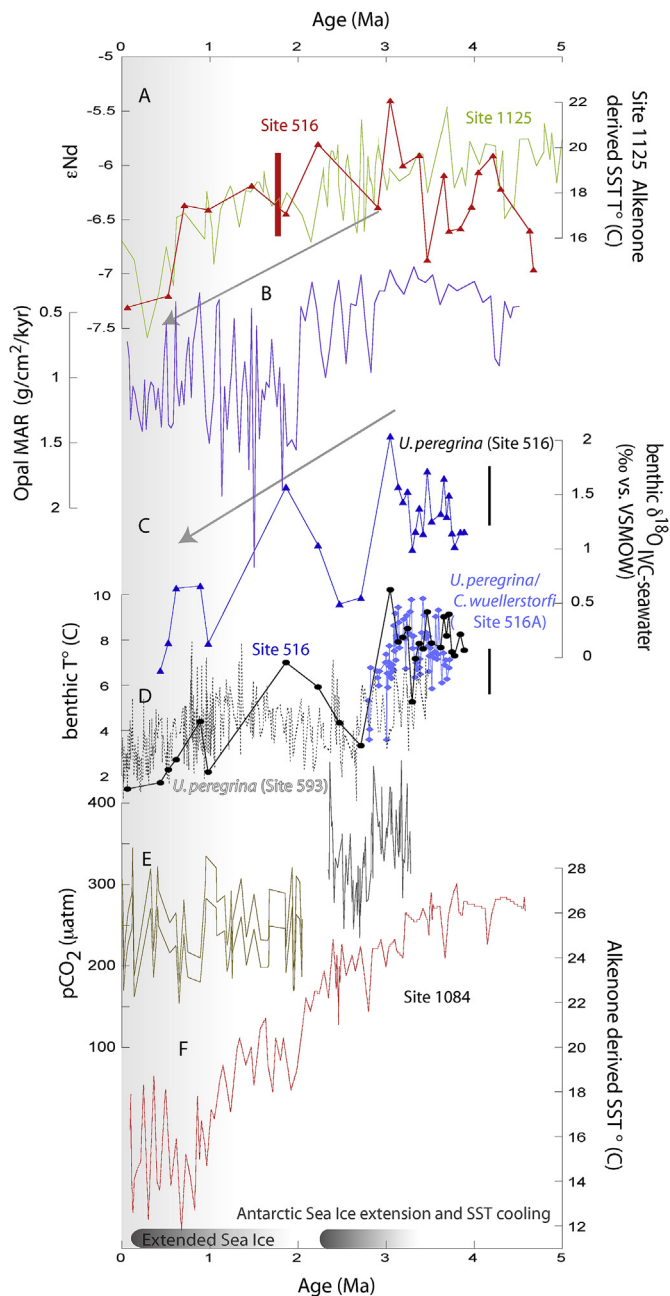 Age (Ma)
0 1 2 3 4 5
-5
-5.5
-6
-6.5
-7
-7.5
εNd
A
Site 516
Site 1125
22
20
18
16
Site 1125 Alkenone
derived SSTT° (C)
B
0.5
1
1.5
2
Opal MAR (g/cm²/kyr)
C
U. peregrina (Site 516)
2
1.5
1
0.5
0
benthic δ¹⁸O IVC-seawater
(‰ vs. VSMOW)
U. peregrina/
C. wuellerstorfi
Site 516A)
10
8
6
4
2
benthic T° (C)
Site 516
D
U. peregrina (Site 593)
400
300
200
100
pCO₂ (µatm)
E
28
26
24
22
20
18
16
14
12
Alkenone derived SST ° (C)
Site 1084
F
Antarctic Sea Ice extension and SST cooling
Extended Sea Ice
0 1 2 3 4 5
Age (Ma)